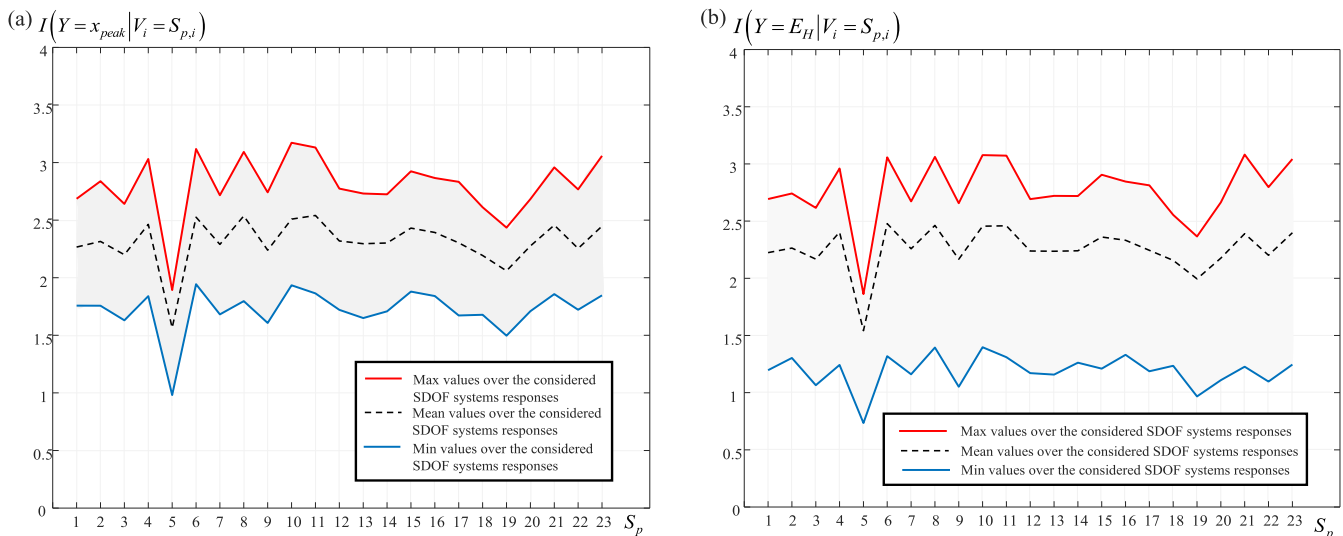 (a) I(Y = x_peak | V_i = S_p,i)
4
3.5
3
2.5
2
1.5
1
0.5
0
1 2 3 4 5 6 7 8 9 10 11 12 13 14 15 16 17 18 19 20 21 22 23 S_p
Max values over the considered
SDOF systems responses
Mean values over the considered
SDOF systems responses
Min values over the considered
SDOF systems responses
(b) I(Y = E_H | V_i = S_p,i)
4
3.5
3
2.5
2
1.5
1
0.5
0
1 2 3 4 5 6 7 8 9 10 11 12 13 14 15 16 17 18 19 20 21 22 23 S_p
Max values over the considered SDOF systems responses
Mean values over the considered SDOF systems responses
Min values over the considered SDOF systems responses